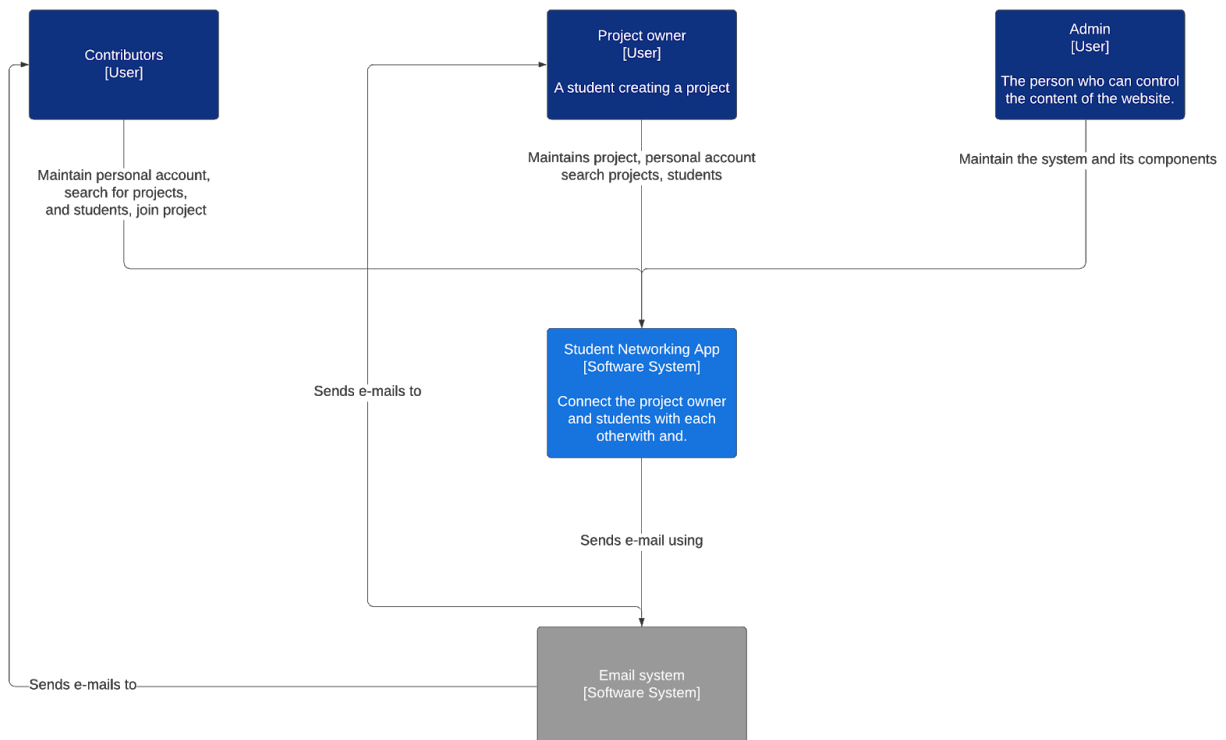 Contributors
[User]
Project owner
[User]
A student creating a project
Admin
[User]
The person who can control
the content of the website.
Maintain personal account,
search for projects,
and students, join project
Maintains project, personal account
search projects, students
Maintain the system and its components
Student Networking App
[Software System]
Connect the project owner
and students with each
otherwith and.
Sends e-mails to
Sends e-mail using
Email system
[Software System]
Sends e-mails to